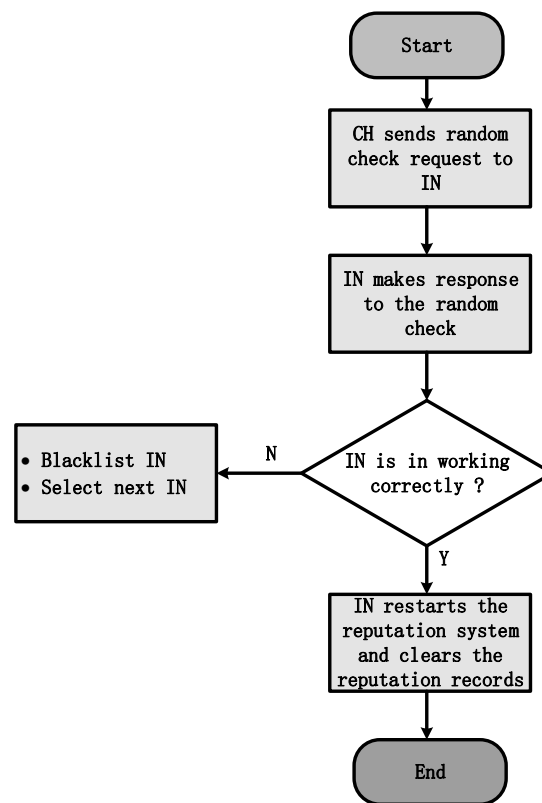 Start
CH sends random
check request to
IN
IN makes response
to the random
check
N
• Blacklist IN
• Select next IN
IN is in working
correctly ?
Y
IN restarts the
reputation system
and clears the
reputation records
End